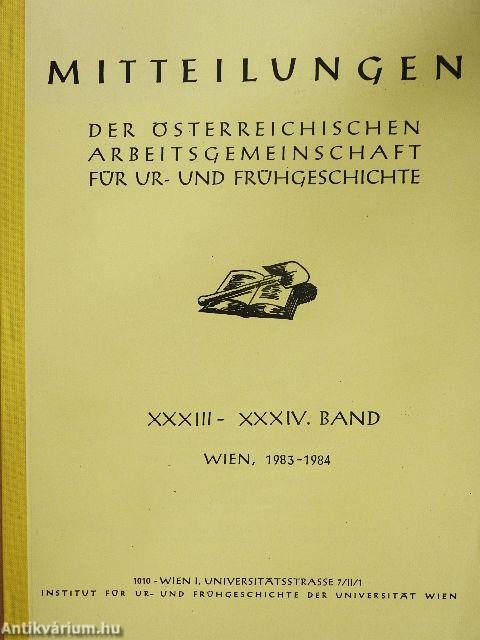 MITTEILUNGEN
DER ÖSTERREICHISCHEN
ARBEITSGEMEINSCHAFT
FÜR UR- UND FRÜHGESCHICHTE
XXXIII- XXXIV. BAND
WIEN, 1983-1984
1010 - WIEN I, UNIVERSITÄTSSTRASSE 7/II/1
INSTITUT FÜR UR- UND FRÜHGESCHICHTE DER UNIVERSITÄT WIEN
Antikvárium.hu